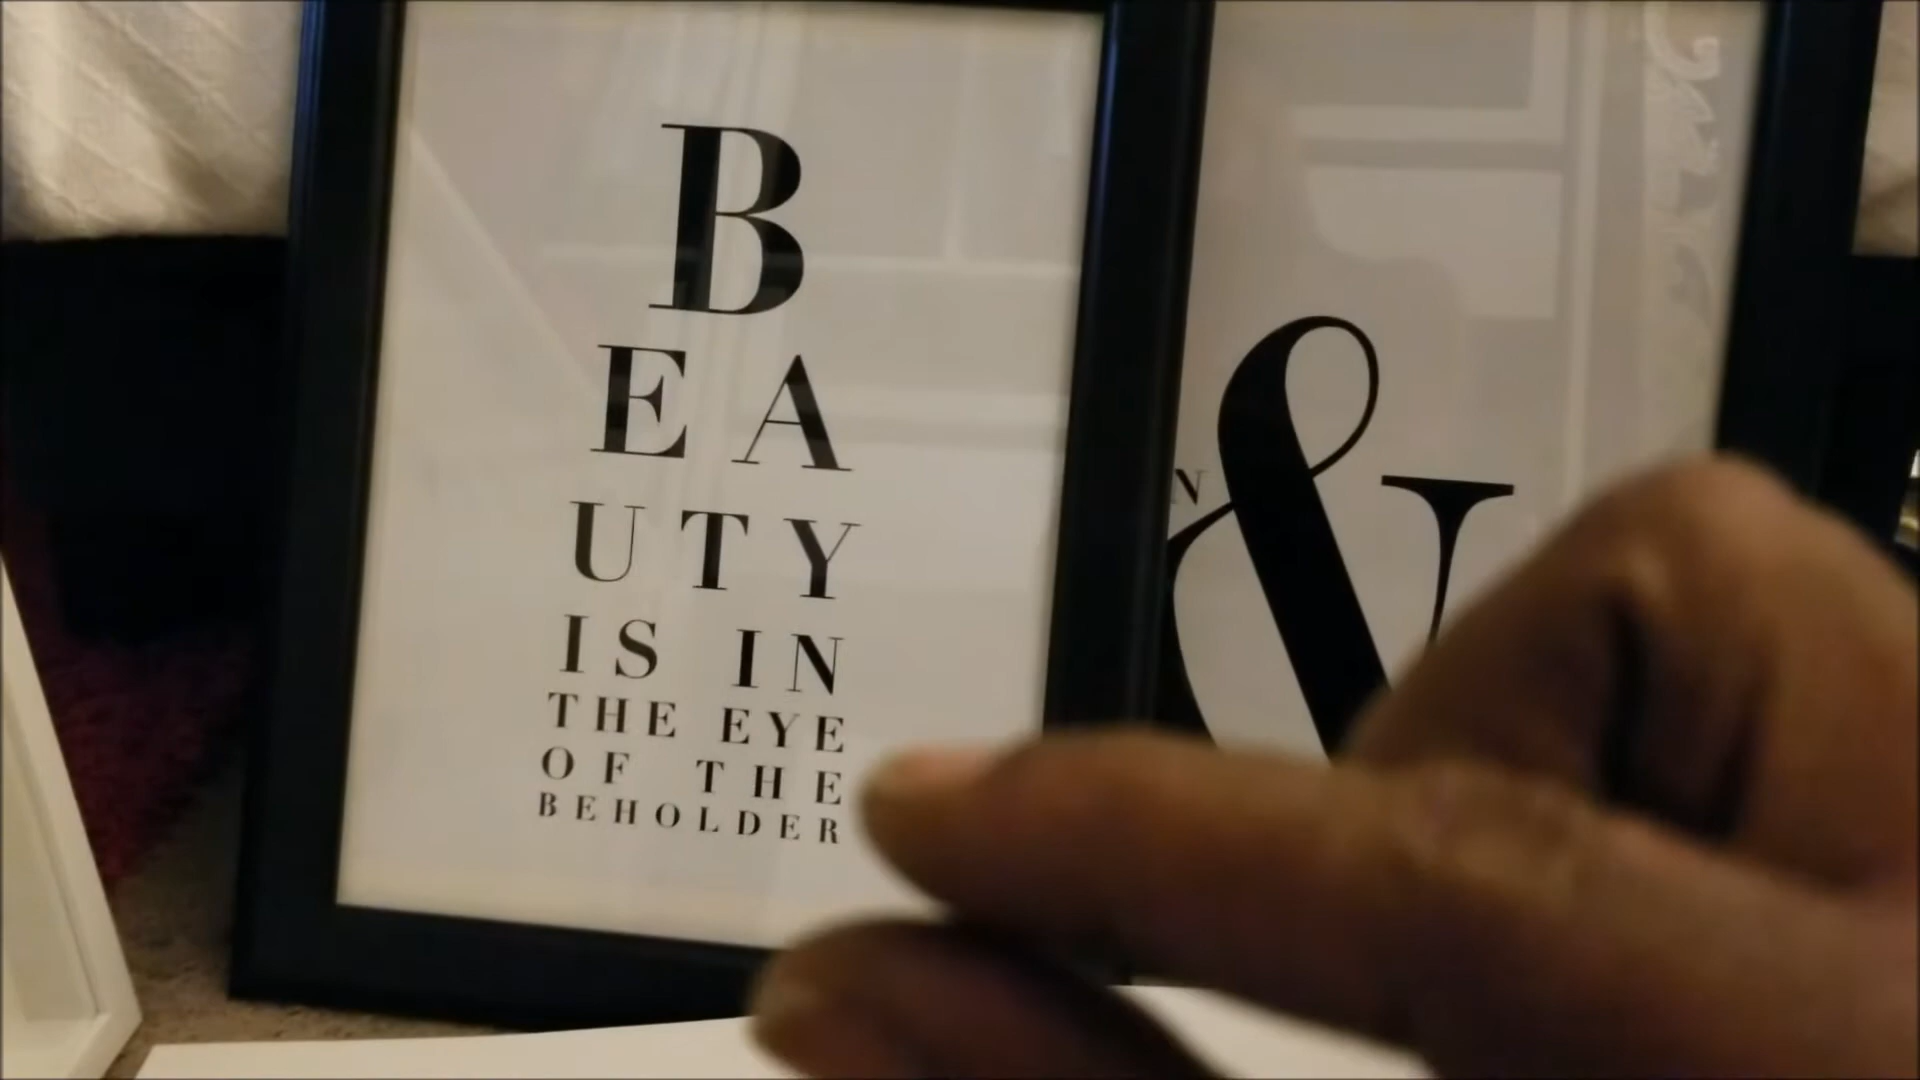 B
E A
U T Y
IS IN
THE EYE
OF THE
BEHOLDER
N
&